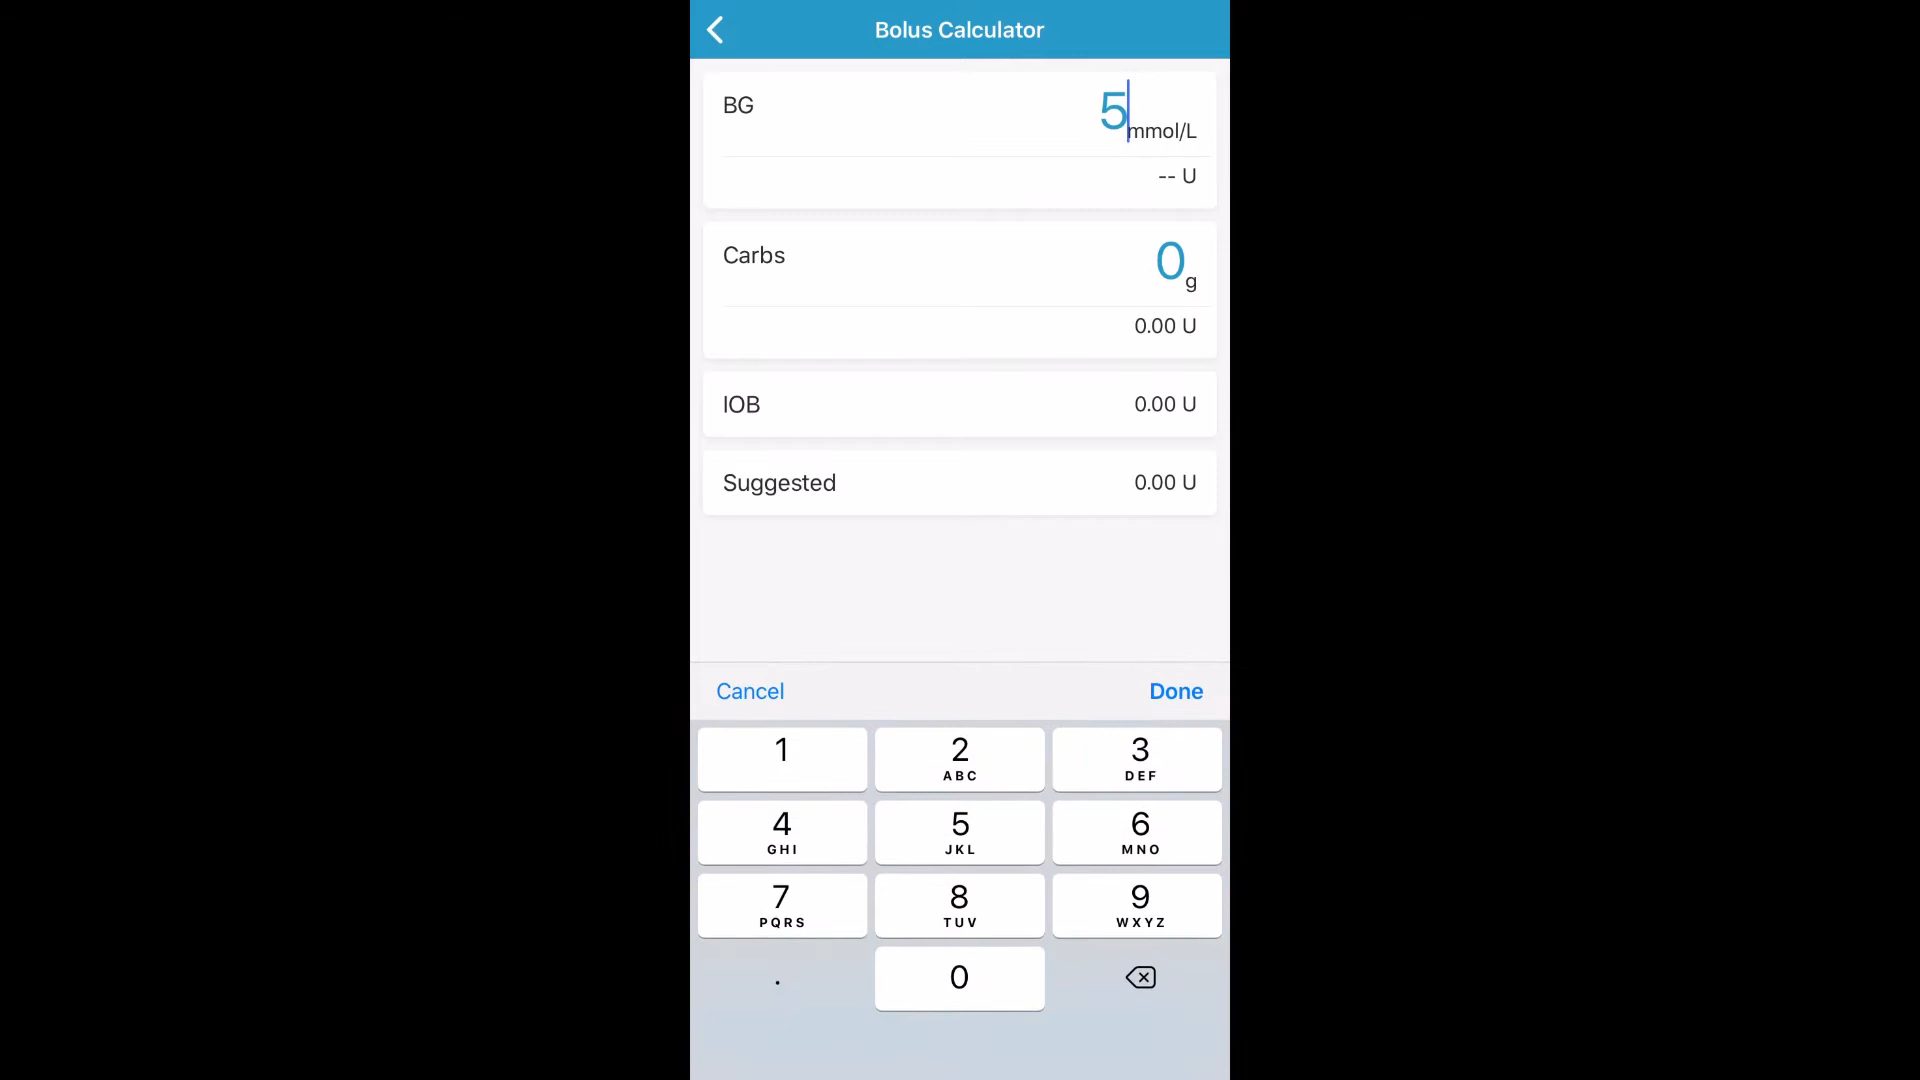 Bolus Calculator
BG
5 mmol/L
-- U
Carbs
0 g
0.00 U
IOB 0.00 U
Suggested 0.00 U
Cancel Done
1 2 3
ABC DEF
4 5 6
GHI JKL MNO
7 8 9
PQRS TUV WXYZ
. 0